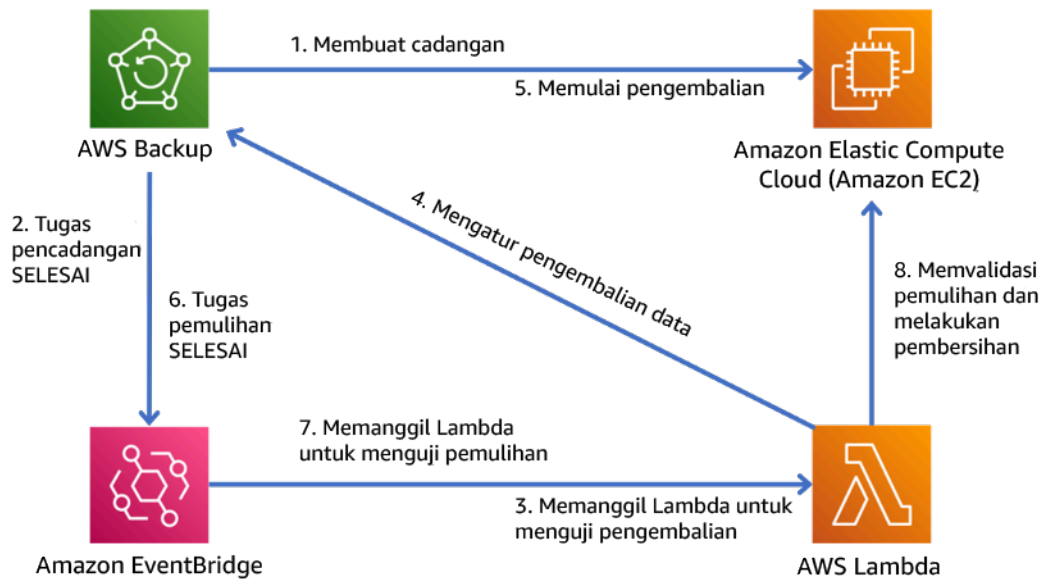 1. Membuat cadangan
5. Memulai pengembalian
AWS Backup
Amazon Elastic Compute
Cloud (Amazon EC2)
2. Tugas
pencadangan
SELESAI
6. Tugas
pemulihan
SELESAI
4. Mengatur pengembalian data
8. Memvalidasi
pemulihan dan
melakukan
pembersihan
7. Memanggil Lambda
untuk menguji pemulihan
3. Memanggil Lambda untuk
menguji pengembalian
Amazon EventBridge
AWS Lambda